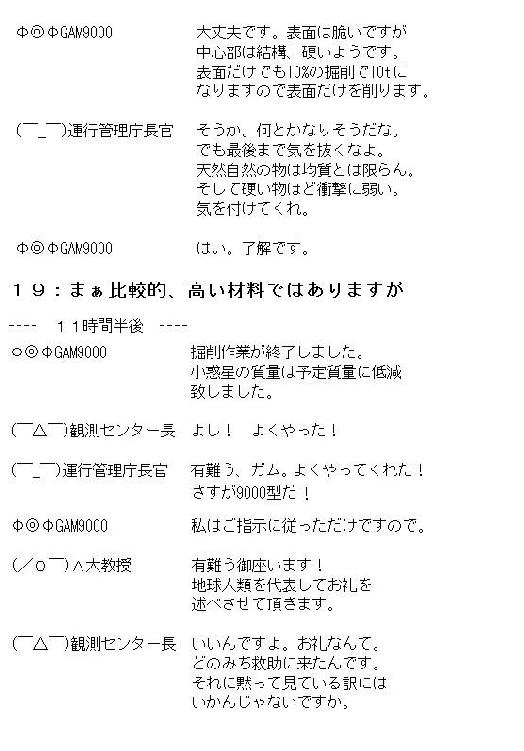 Φ◎ΦGAM9000 大丈夫です。表面は脆いですが
中心部は結構、硬いようです。
表面だけでも10%の掘削で10tに
なりますので表面だけを削ります。
(￣_￣)運行管理庁長官 そうか、何とかなりそうだな。
でも最後まで気を抜くなよ。
天然自然の物は均質とは限らん。
そして硬い物ほど衝撃に弱い。
気を付けてくれ。
Φ◎ΦGAM9000 はい。了解です。
１９：まぁ比較的、高い材料ではありますが
---- １１時間半後 ----
○◎ΦGAM9000 掘削作業が終了しました。
小惑星の質量は予定質量に低減
致しました。
(￣△￣)観測センター長 よし！ よくやった！
(￣_￣)運行管理庁長官 有難う、ガム。よくやってくれた！
さすが9000型だ！
Φ◎ΦGAM9000 私はご指示に従っただけですので。
(／o￣)∧大教授 有難う御座います！
地球人類を代表してお礼を
述べさせて頂きます。
(￣△￣)観測センター長 いいんですよ。お礼なんて。
どのみち救助に来たんです。
それに黙って見ている訳には
いかんじゃないですか。